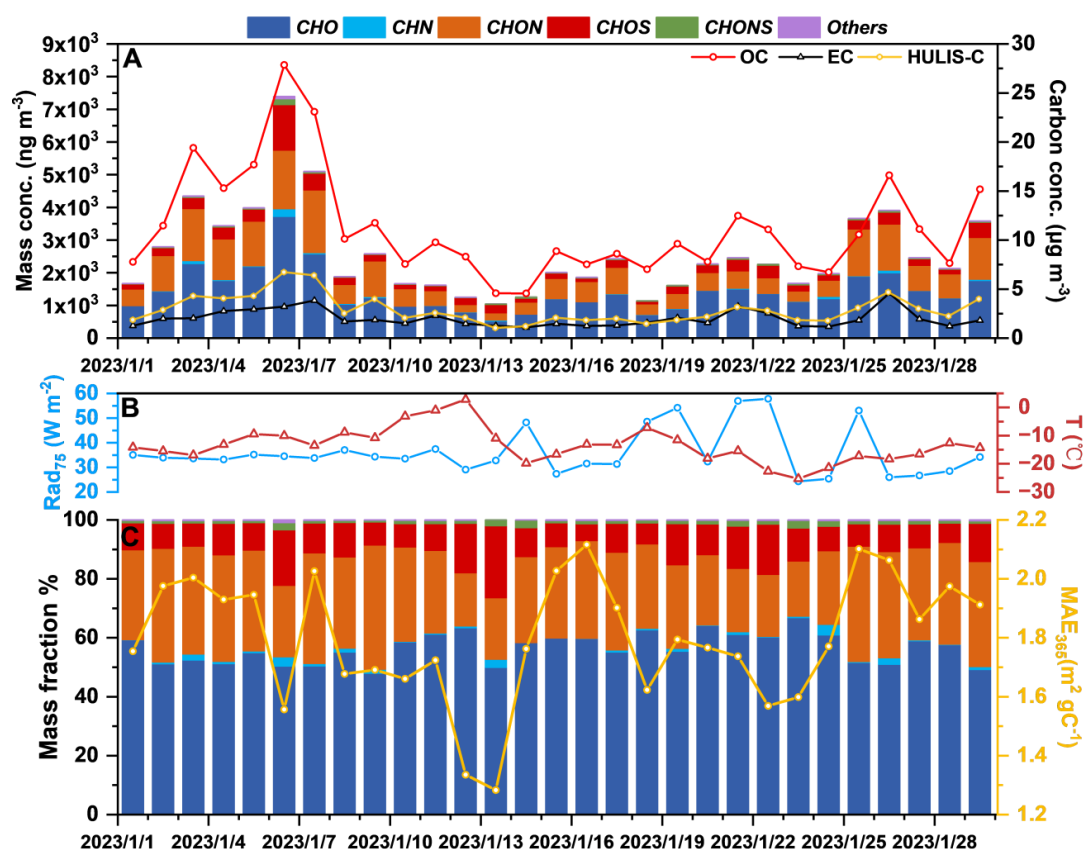 CHO CHN CHON CHOS CHONS Others
A
OC EC HULIS-C
Mass conc. (ng m⁻³)
9x10³
8x10³
7x10³
6x10³
5x10³
4x10³
3x10³
2x10³
1x10³
0
30
25
20
15
10
5
0
Carbon conc. (μg m⁻³)
2023/1/1 2023/1/4 2023/1/7 2023/1/10 2023/1/13 2023/1/16 2023/1/19 2023/1/22 2023/1/25 2023/1/28
B
Rad₇₅ (W m⁻²)
60
50
40
30
20
0
−10
−20
−30
T (℃)
C
Mass fraction %
100
80
60
40
20
0
2.2
2.0
1.8
1.6
1.4
1.2
MAE₃₆₅(m² gC⁻¹)
2023/1/1 2023/1/4 2023/1/7 2023/1/10 2023/1/13 2023/1/16 2023/1/19 2023/1/22 2023/1/25 2023/1/28